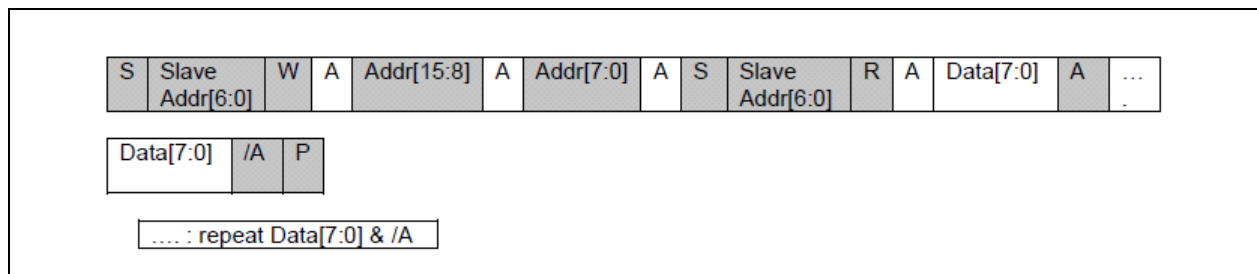 S Slave W A Addr[15:8] A Addr[7:0] A S Slave R A Data[7:0] A ...
Addr[6:0] Addr[6:0] .
Data[7:0] /A P
.... : repeat Data[7:0] & /A